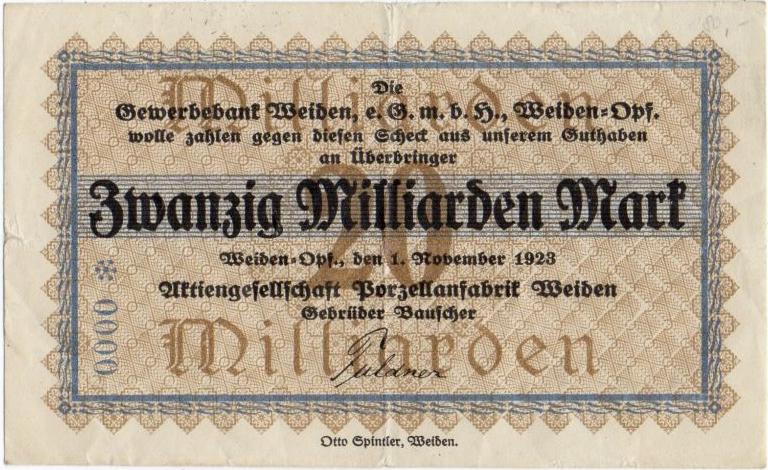 Die
Gewerbebank Weiden, e. G. m. b. H., Weiden=Opf.
wolle zahlen gegen diesen Scheck aus unserem Guthaben
an Überbringer
Zwanzig Milliarden Mark
Weiden=Opf., den 1. November 1923
Aktiengesellschaft Porzellanfabrik Weiden
Gebrüder Bauscher
Fuldner
Milliarden
20
Milliarden
0000 *
Otto Spintler, Weiden.